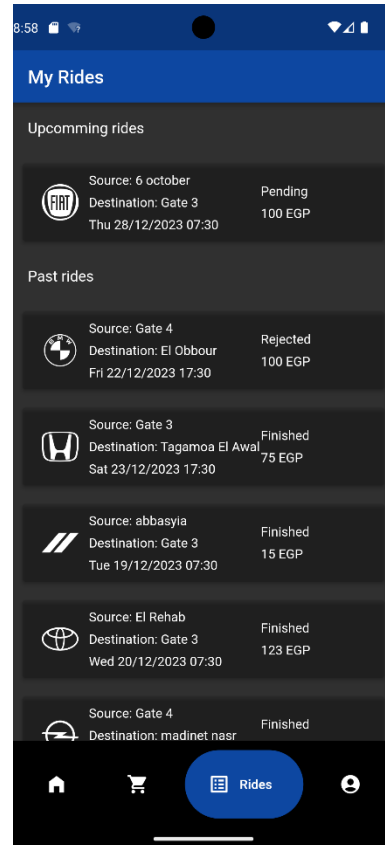 8:58
My Rides
Upcomming rides
FIAT
Source: 6 october
Destination: Gate 3
Thu 28/12/2023 07:30
Pending
100 EGP
Past rides
BMW
Source: Gate 4
Destination: El Obbour
Fri 22/12/2023 17:30
Rejected
100 EGP
Source: Gate 3
Destination: Tagamoa El Awal
Sat 23/12/2023 17:30
Finished
75 EGP
Source: abbasyia
Destination: Gate 3
Tue 19/12/2023 07:30
Finished
15 EGP
Source: El Rehab
Destination: Gate 3
Wed 20/12/2023 07:30
Finished
123 EGP
Source: Gate 4
Destination: madinet nasr
Finished
Rides